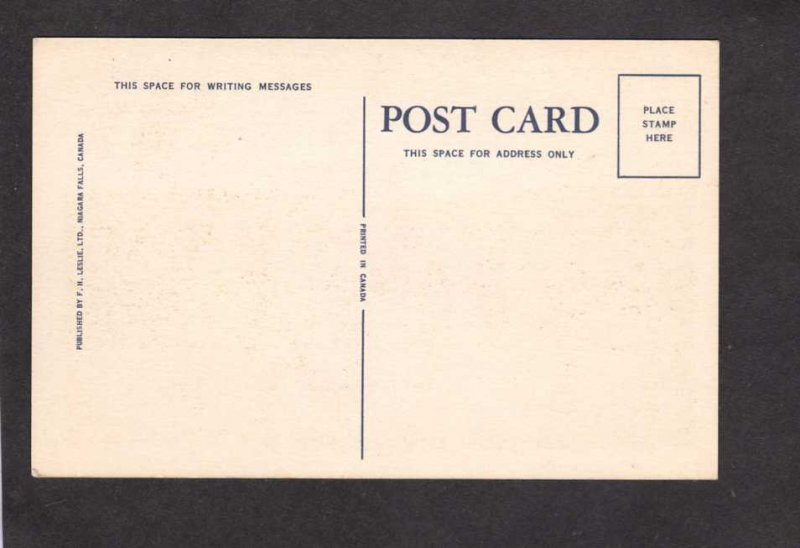 THIS SPACE FOR WRITING MESSAGES
PUBLISHED BY F. H. LESLIE, LTD., NIAGARA FALLS, CANADA
PRINTED IN CANADA
POST CARD
THIS SPACE FOR ADDRESS ONLY
PLACE
STAMP
HERE